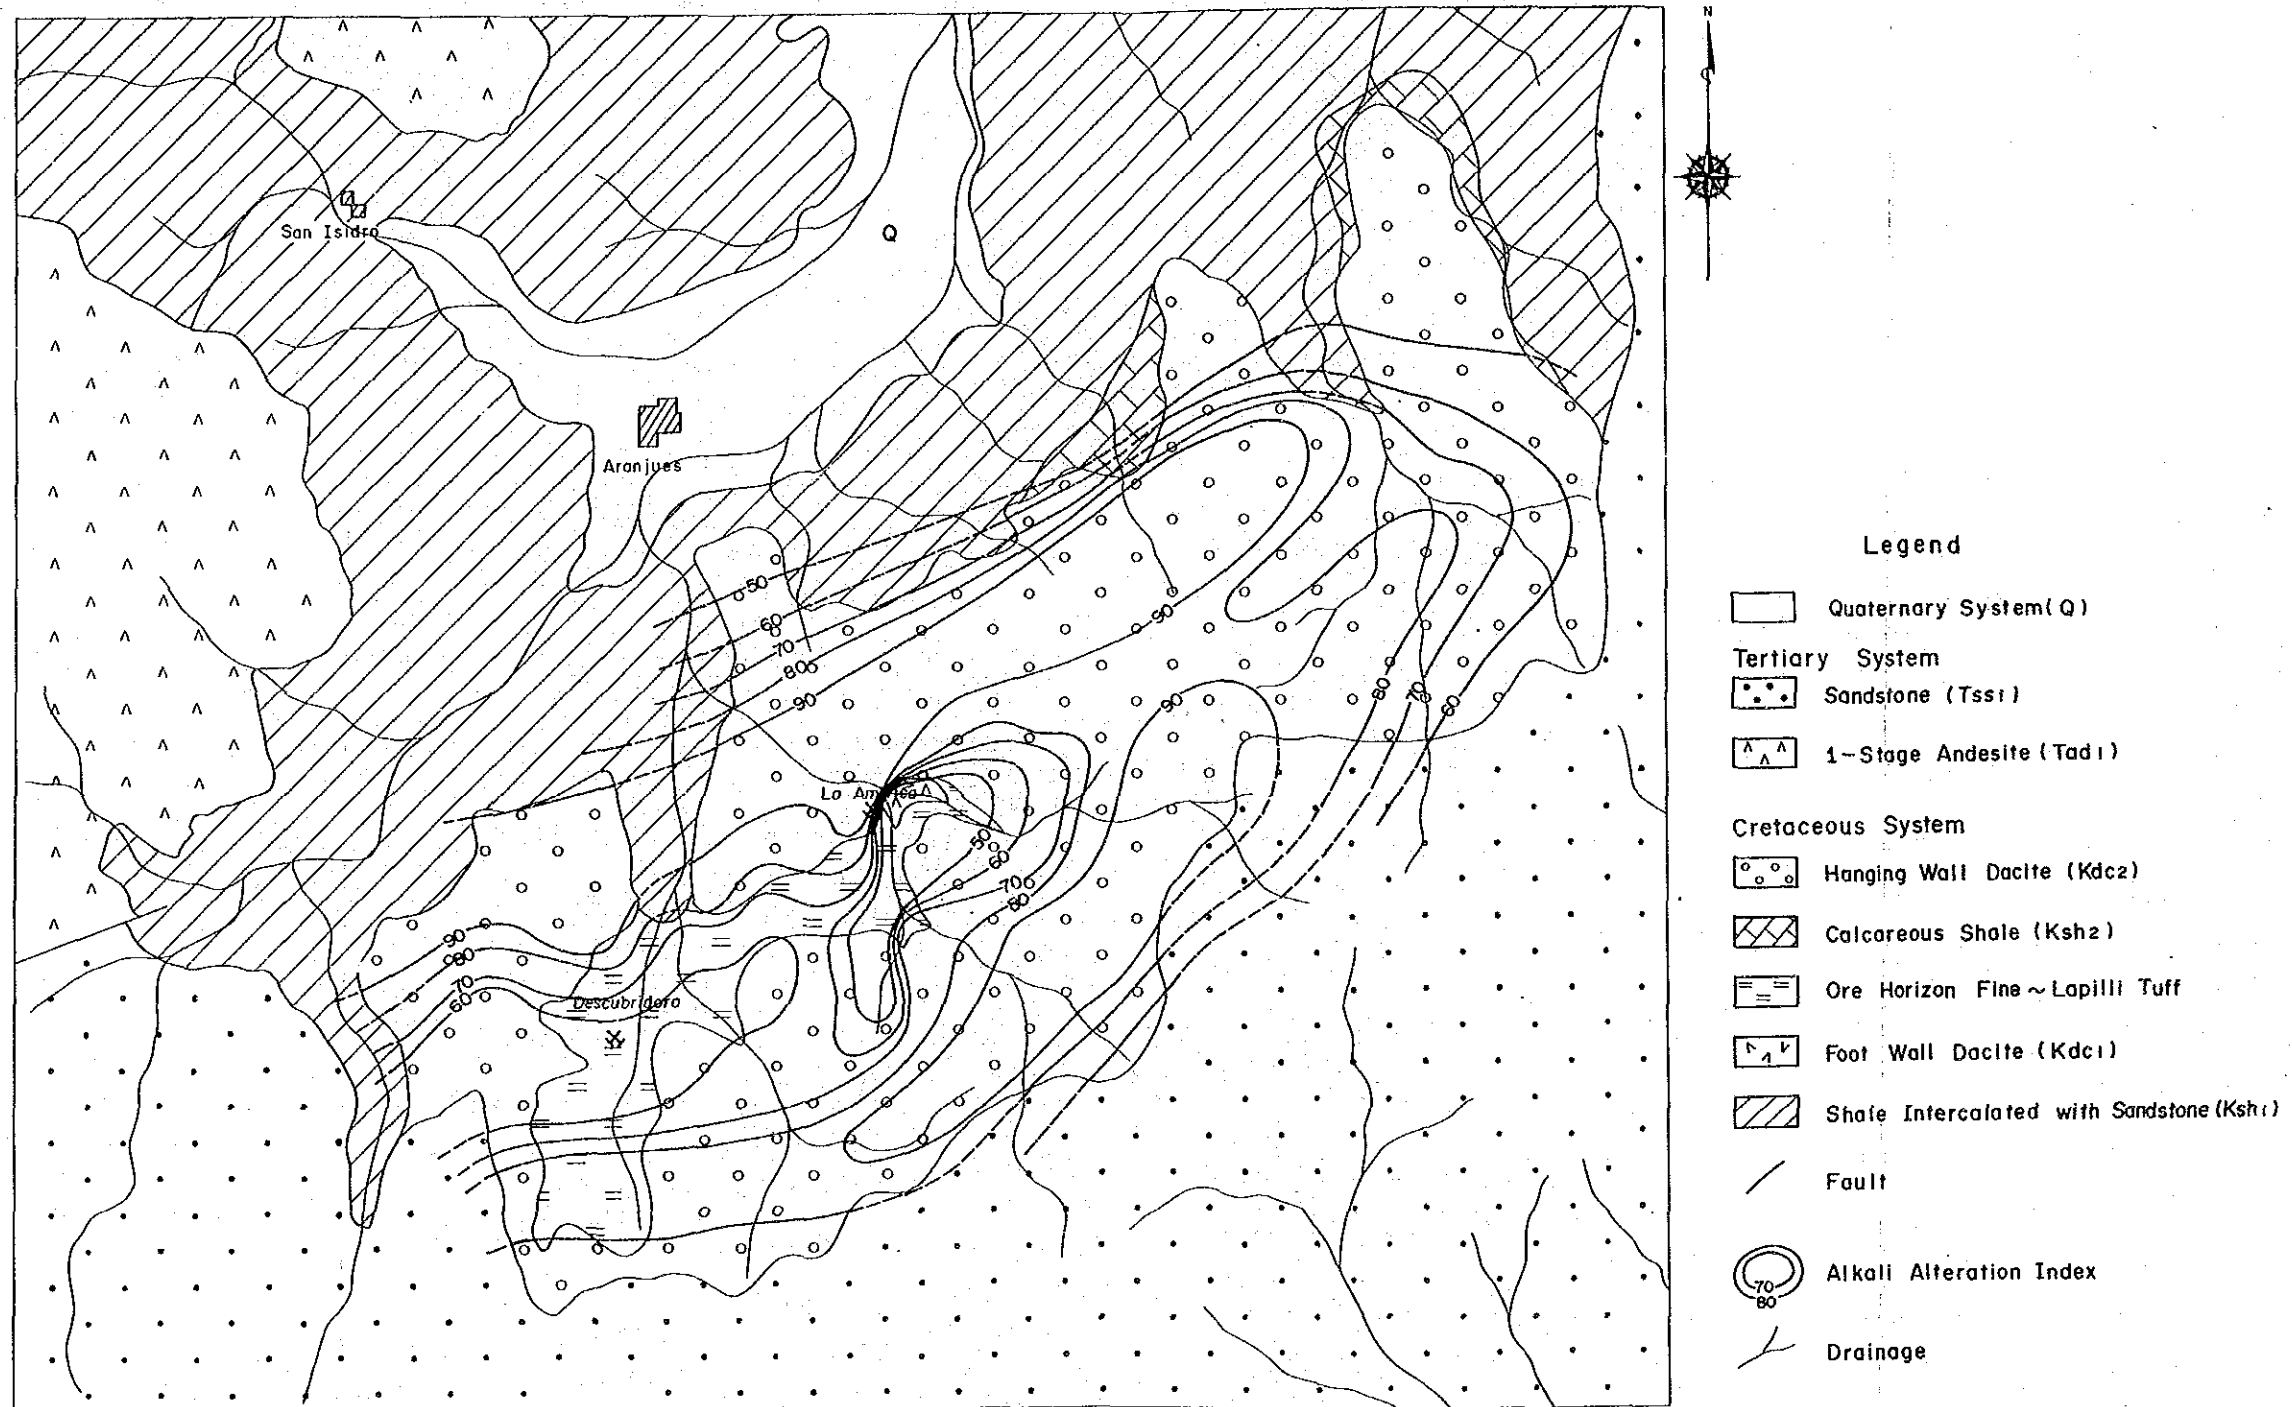 N
San Isidro
Q
Aranjues
50
60
70
80
90
90
90
80
70
60
50
60
70
80
90
80
70
60
Descubridora
Legend
Quaternary System(Q)
Tertiary System
Sandstone (Tss1)
1-Stage Andesite (Tad1)
Cretaceous System
Hanging Wall Dacite (Kdc2)
Calcareous Shale (Ksh2)
Ore Horizon Fine~Lapilli Tuff
Foot Wall Dacite (Kdc1)
Shale Intercalated with Sandstone (Ksh1)
Fault
70
80
Alkali Alteration Index
Drainage